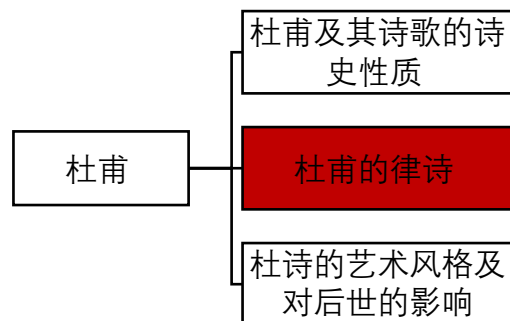 杜甫及其诗歌的诗
史性质
杜甫
杜甫的律诗
杜诗的艺术风格及
对后世的影响